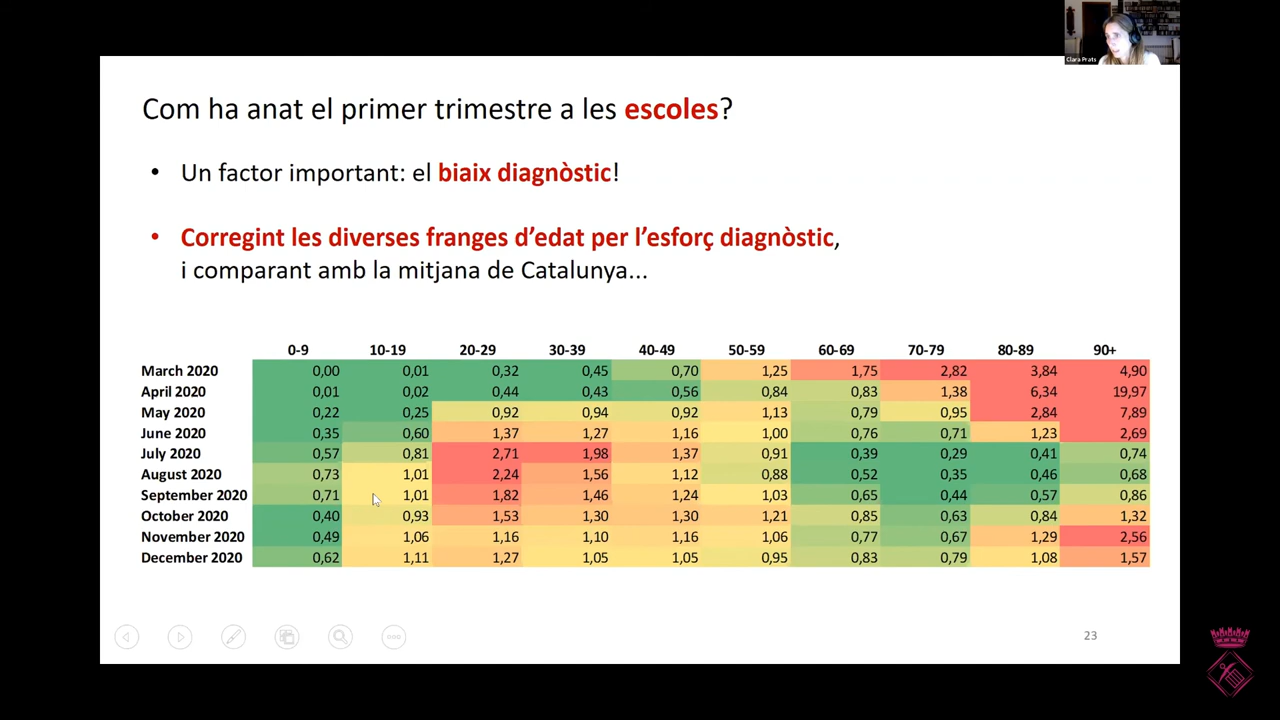 Clara Prats
Com ha anat el primer trimestre a les escoles?
• Un factor important: el biaix diagnòstic!
• Corregint les diverses franges d'edat per l'esforç diagnòstic,
i comparant amb la mitjana de Catalunya...
0-9 10-19 20-29 30-39 40-49 50-59 60-69 70-79 80-89 90+
March 2020 0,00 0,01 0,32 0,45 0,70 1,25 1,75 2,82 3,84 4,90
April 2020 0,01 0,02 0,44 0,43 0,56 0,84 0,83 1,38 6,34 19,97
May 2020 0,22 0,25 0,92 0,94 0,92 1,13 0,79 0,95 2,84 7,89
June 2020 0,35 0,60 1,37 1,27 1,16 1,00 0,76 0,71 1,23 2,69
July 2020 0,57 0,81 2,71 1,98 1,37 0,91 0,39 0,29 0,41 0,74
August 2020 0,73 1,01 2,24 1,56 1,12 0,88 0,52 0,35 0,46 0,68
September 2020 0,71 1,01 1,82 1,46 1,24 1,03 0,65 0,44 0,57 0,86
October 2020 0,40 0,93 1,53 1,30 1,30 1,21 0,85 0,63 0,84 1,32
November 2020 0,49 1,06 1,16 1,10 1,16 1,06 0,77 0,67 1,29 2,56
December 2020 0,62 1,11 1,27 1,05 1,05 0,95 0,83 0,79 1,08 1,57
23